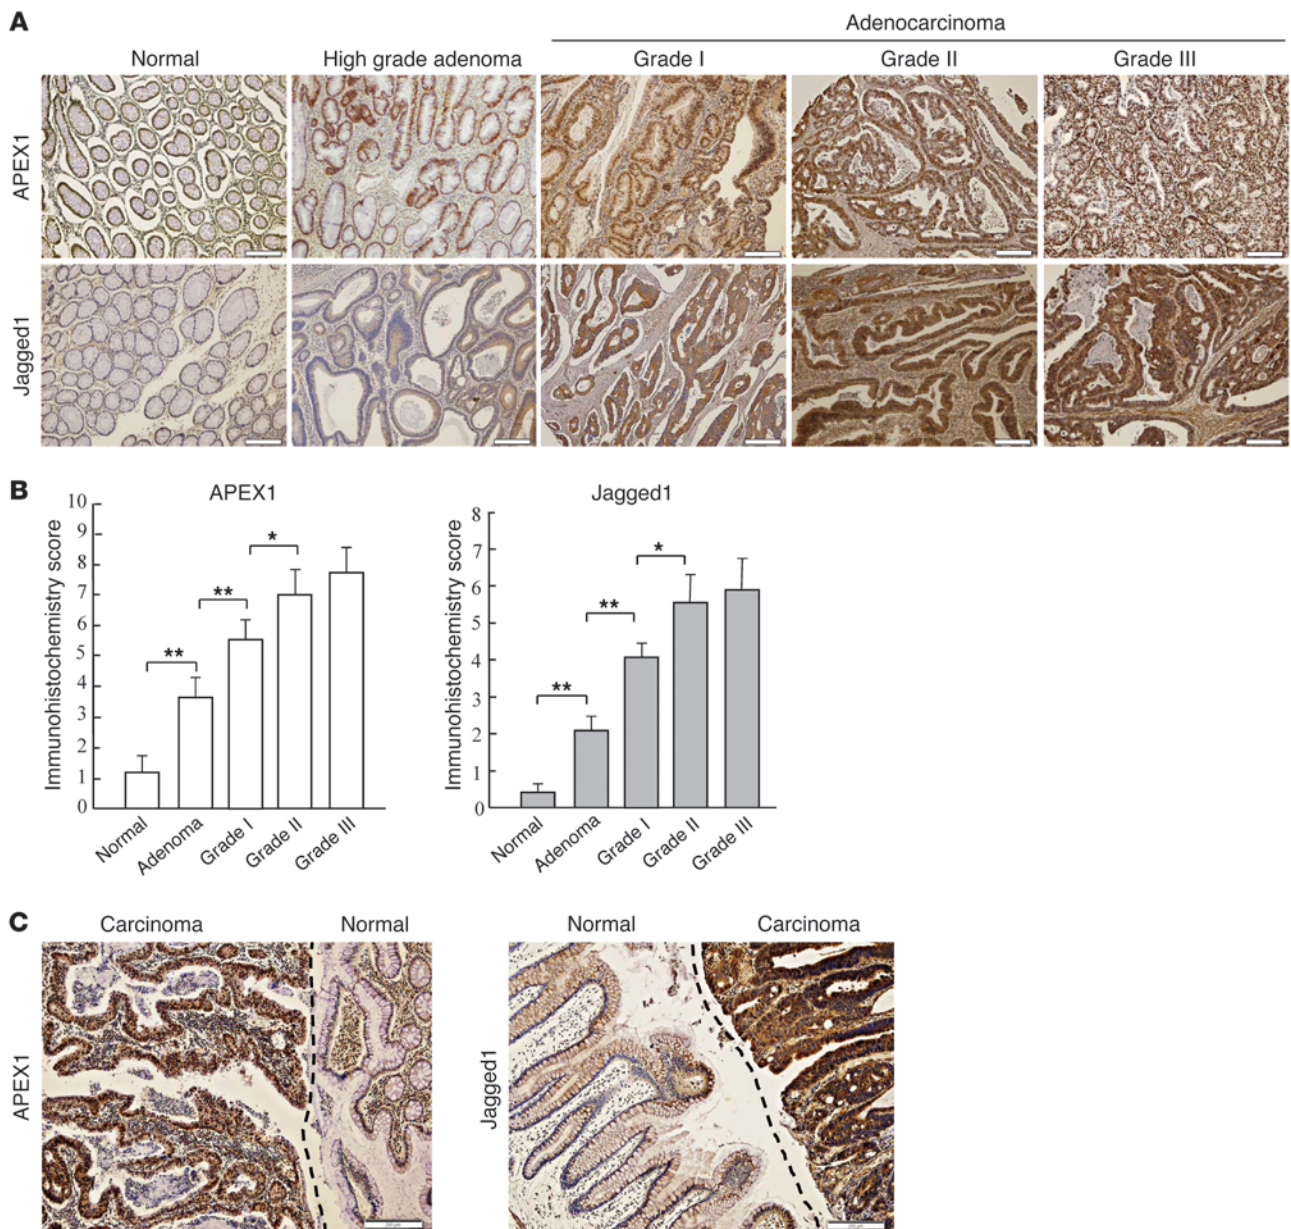 A
Adenocarcinoma
Normal
High grade adenoma
Grade I
Grade II
Grade III
APEX1
Jagged1
B
APEX1
Immunohistochemistry score
10
9
8
7
6
5
4
3
2
1
0
**
**
*
Normal
Adenoma
Grade I
Grade II
Grade III
Jagged1
Immunohistochemistry score
8
7
6
5
4
3
2
1
0
**
**
*
Normal
Adenoma
Grade I
Grade II
Grade III
C
Carcinoma
Normal
APEX1
Normal
Carcinoma
Jagged1